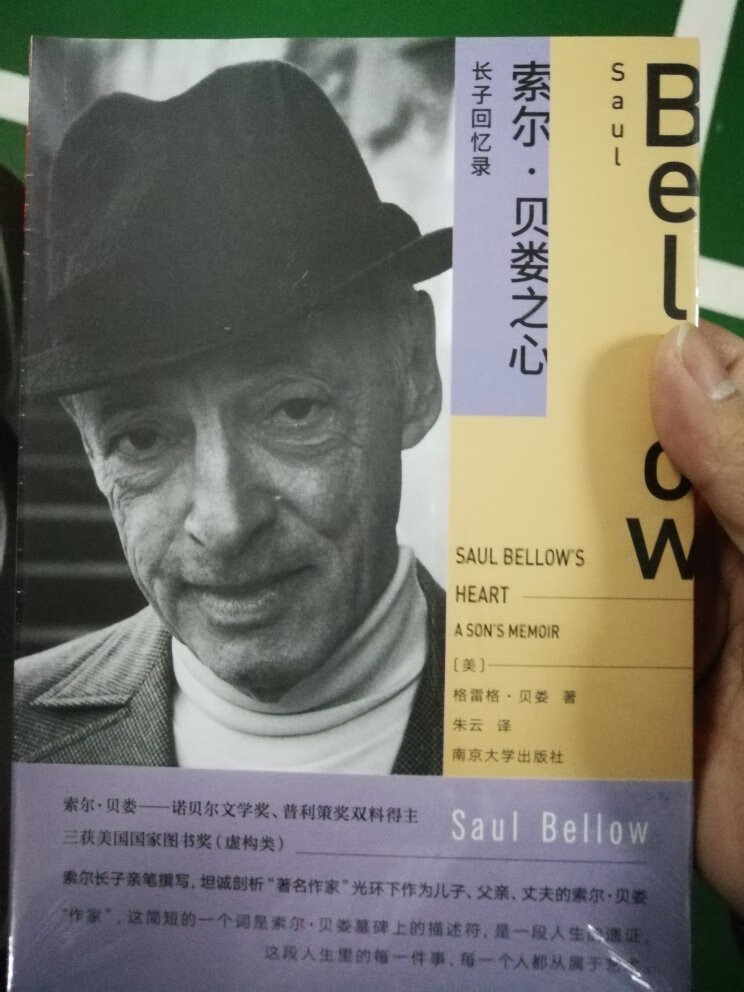 长子回忆录
索尔·贝娄之心
Saul
Bel
ow
SAUL BELLOW'S
HEART
A SON'S MEMOIR
［美］
格雷格·贝娄 著
朱云 译
南京大学出版社
索尔·贝娄——诺贝尔文学奖、普利策奖双料得主
三获美国国家图书奖（虚构类）
Saul Bellow
索尔长子亲笔撰写，坦诚剖析“著名作家”光环下作为儿子、父亲、丈夫的索尔·贝娄
“作家”，这简短的一个词是索尔·贝娄墓碑上的描述符，是一段人生的遗证，
这段人生里的每一件事、每一个人都从属于